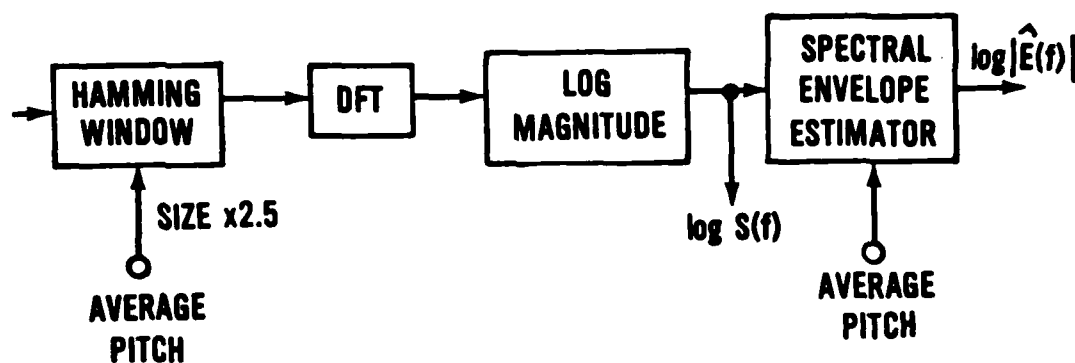 HAMMING
WINDOW
DFT
LOG
MAGNITUDE
SPECTRAL
ENVELOPE
ESTIMATOR
log|Ê(f)|
SIZE x2.5
log S(f)
AVERAGE
PITCH
AVERAGE
PITCH